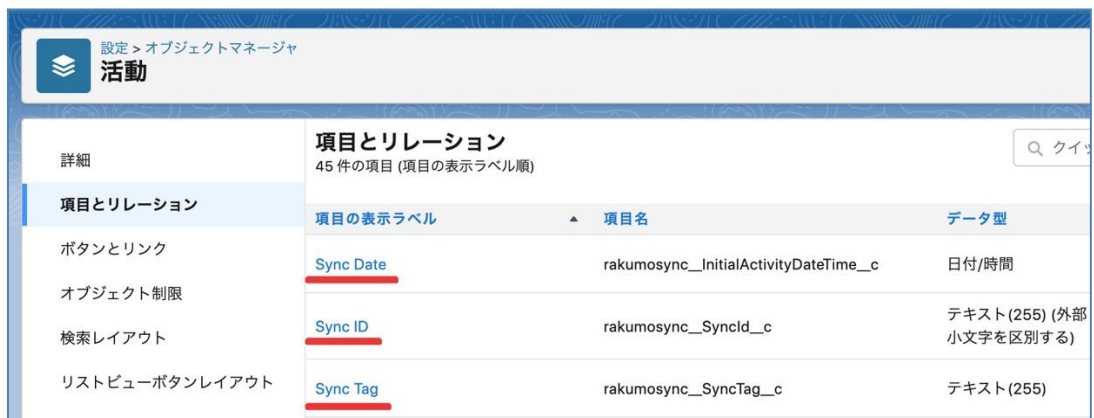 設定 > オブジェクトマネージャ
活動
詳細
項目とリレーション
ボタンとリンク
オブジェクト制限
検索レイアウト
リストビューボタンレイアウト
項目とリレーション
45 件の項目 (項目の表示ラベル順)
クイッ
項目の表示ラベル 項目名 データ型
Sync Date rakumosync__InitialActivityDateTime__c 日付/時間
Sync ID rakumosync__SyncId__c テキスト(255) (外部
小文字を区別する)
Sync Tag rakumosync__SyncTag__c テキスト(255)